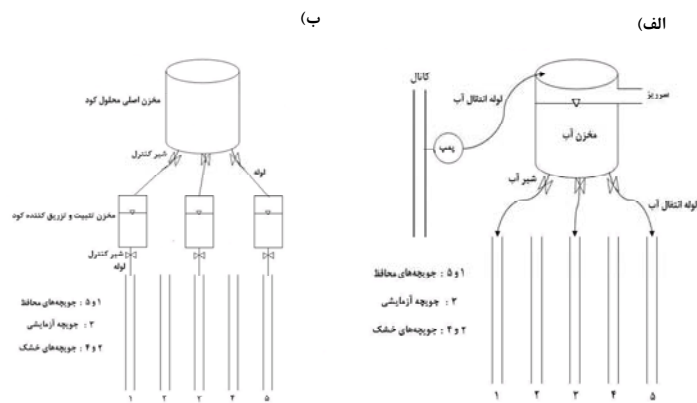 الف)
کانال
لوله انتقال آب
سرریز
پمپ
مخزن آب
شیر آب
لوله انتقال آب
۱ و ۵ : جویچه‌های محافظ
۳ : جویچه آزمایشی
۲ و ۴ : جویچه‌های خشک
۱ ۲ ۳ ۴ ۵
ب)
مخزن اصلی محلول کود
شیر کنترل
لوله
مخزن تثبیت و تزریق کننده کود
شیر کنترل
لوله
۱ و ۵ : جویچه‌های محافظ
۳ : جویچه آزمایشی
۲ و ۴ : جویچه‌های خشک
۱ ۲ ۳ ۴ ۵